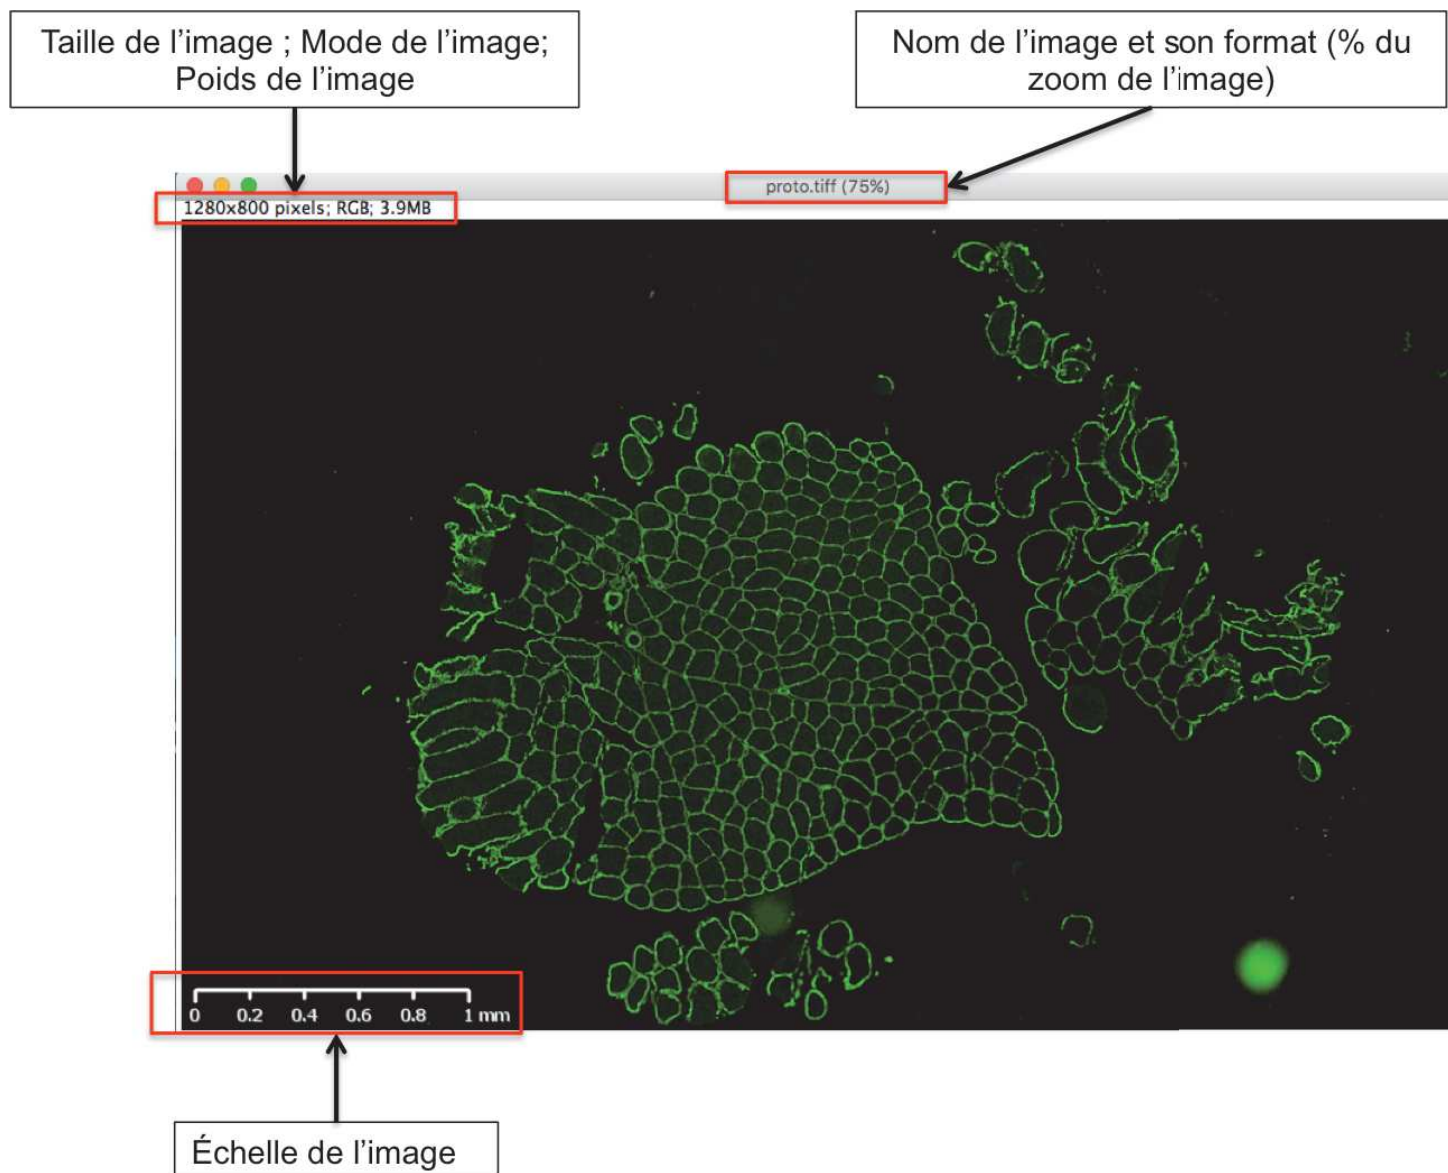 Taille de l’image ; Mode de l’image;
Poids de l’image
Nom de l’image et son format (% du
zoom de l’image)
proto.tiff (75%)
1280x800 pixels; RGB; 3.9MB
0 0.2 0.4 0.6 0.8 1 mm
Échelle de l’image